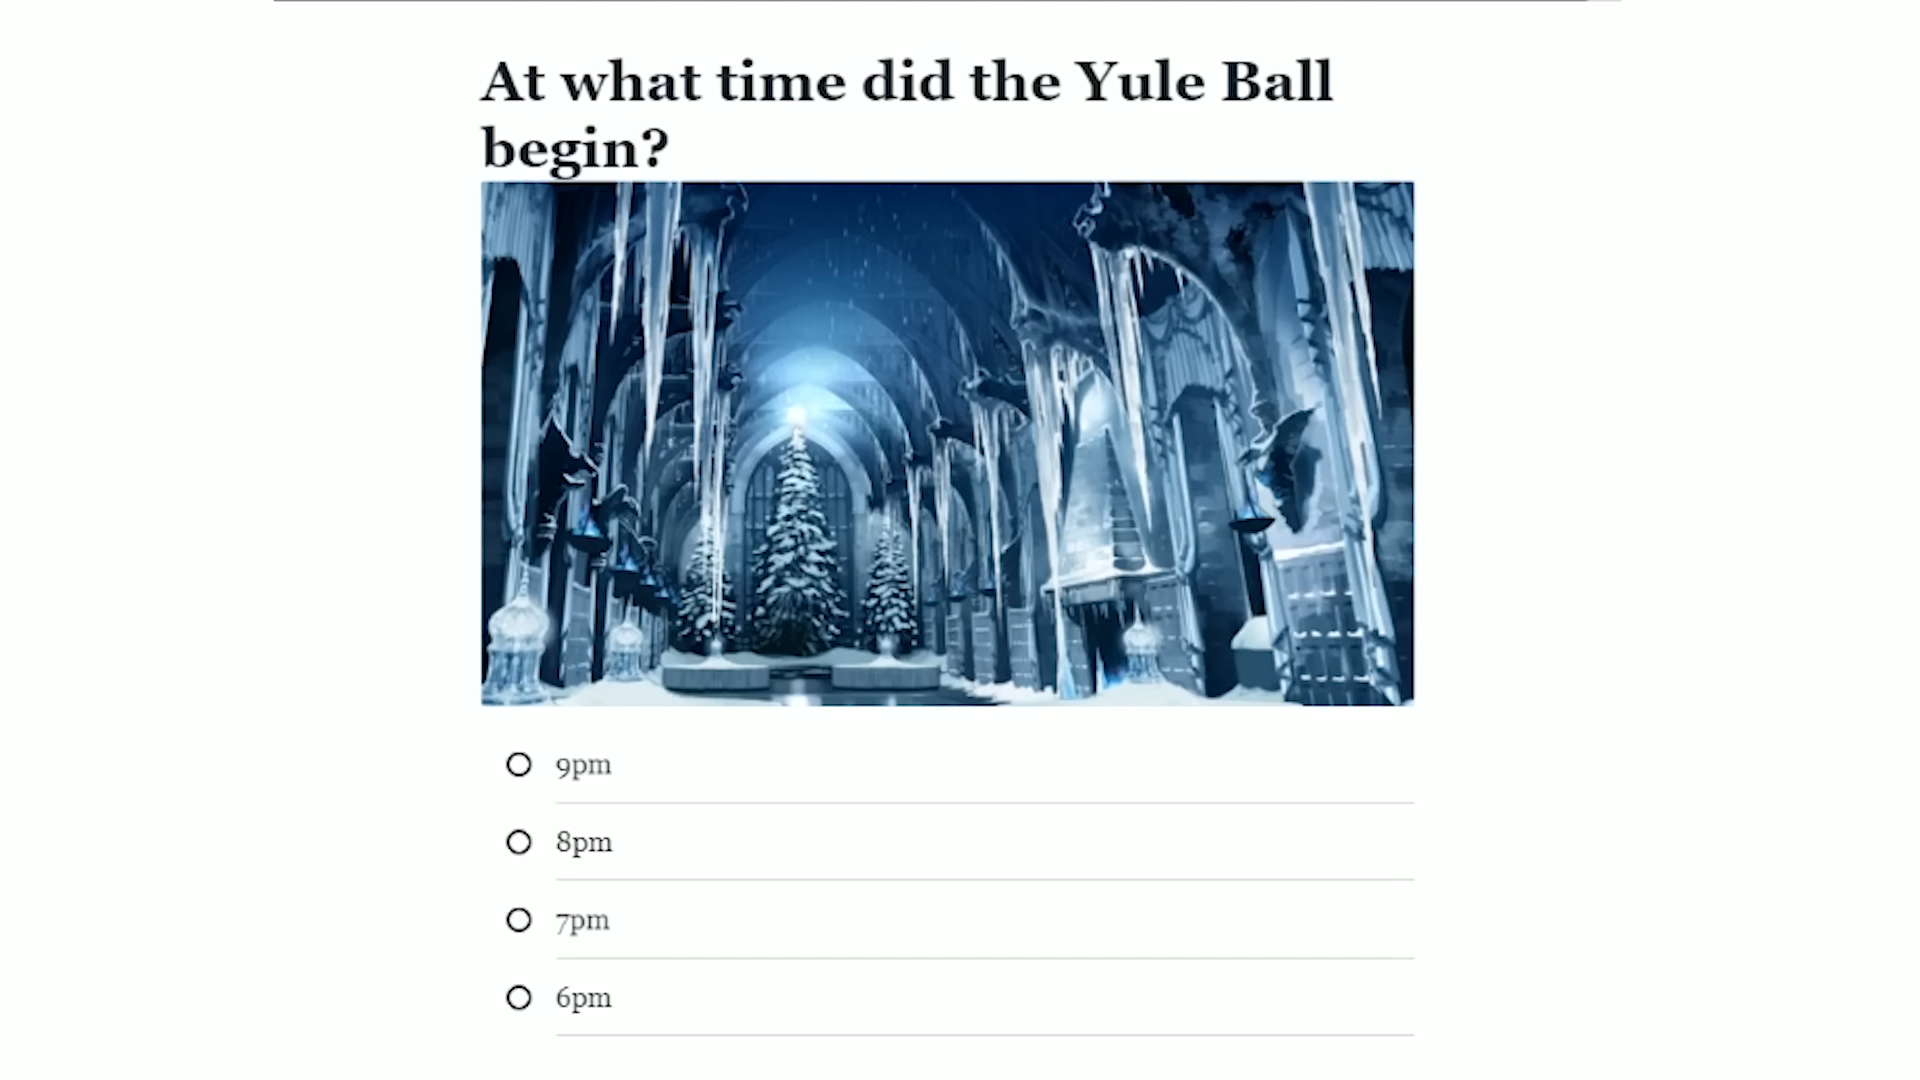 At what time did the Yule Ball
begin?
9pm
8pm
7pm
6pm